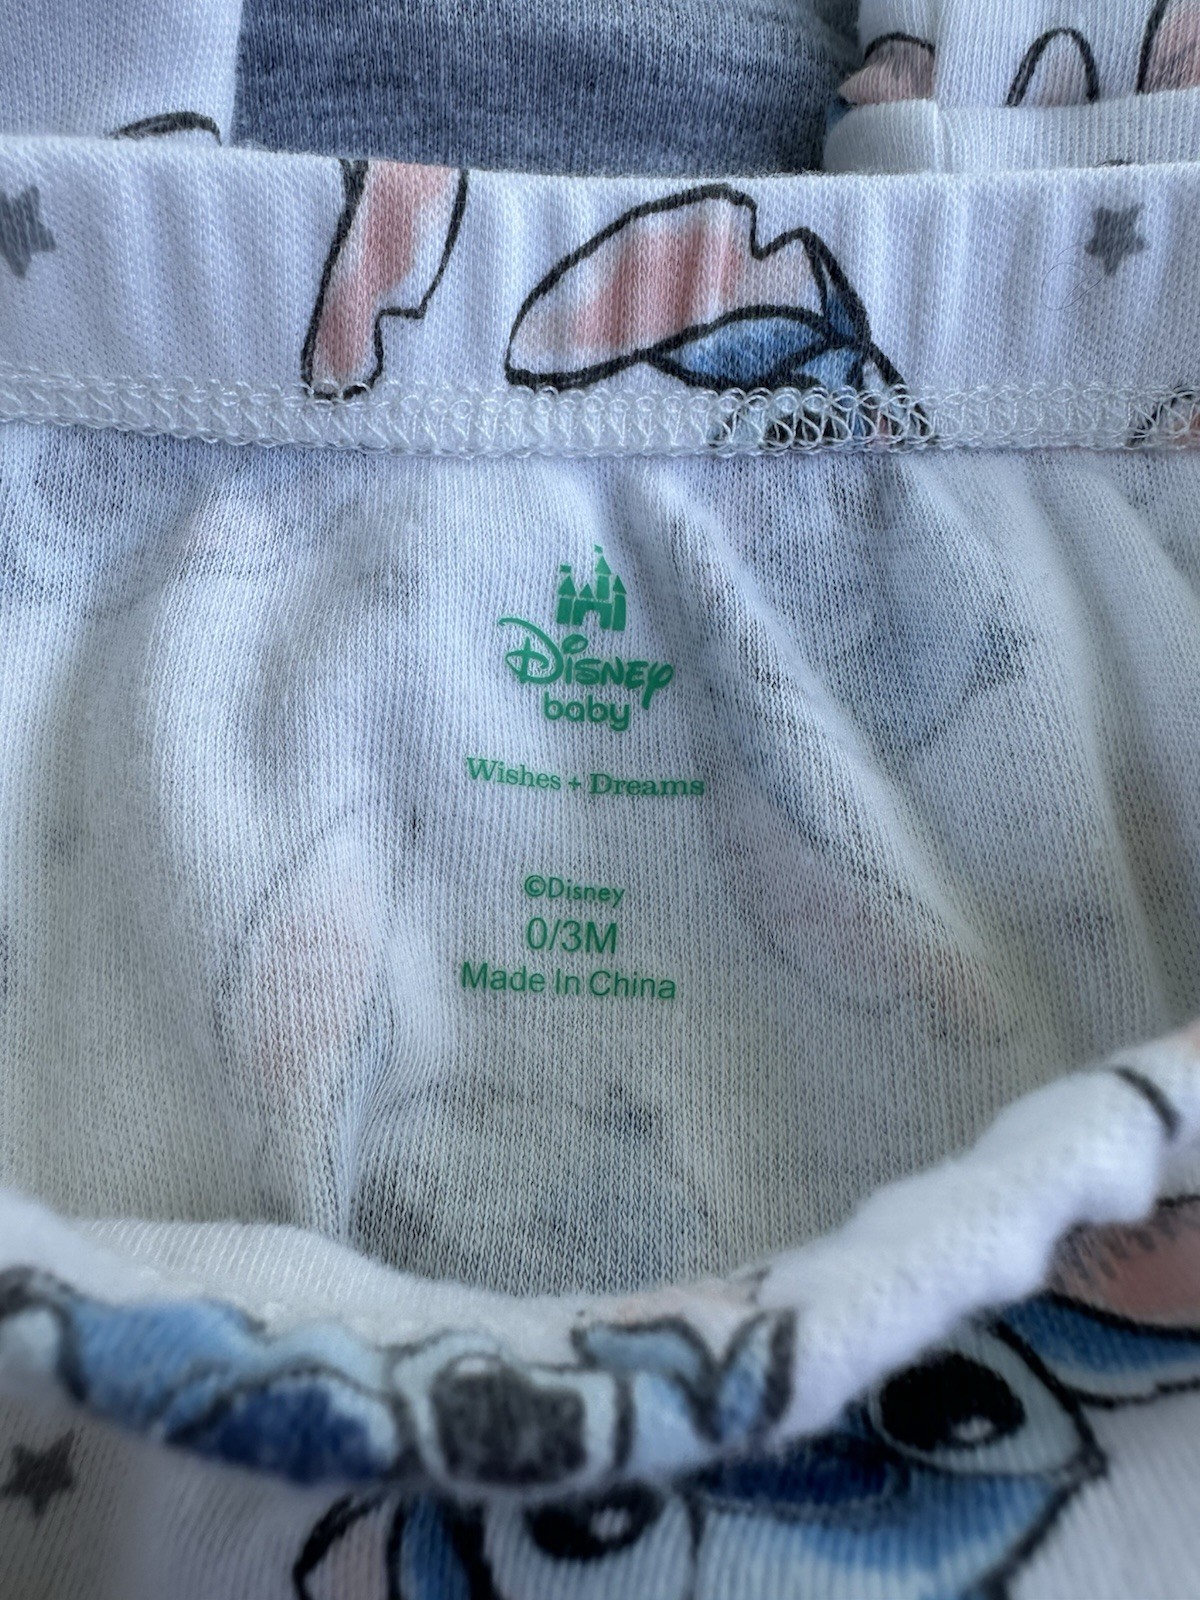 Disney
baby
Wishes + Dreams
©Disney
0/3M
Made In China